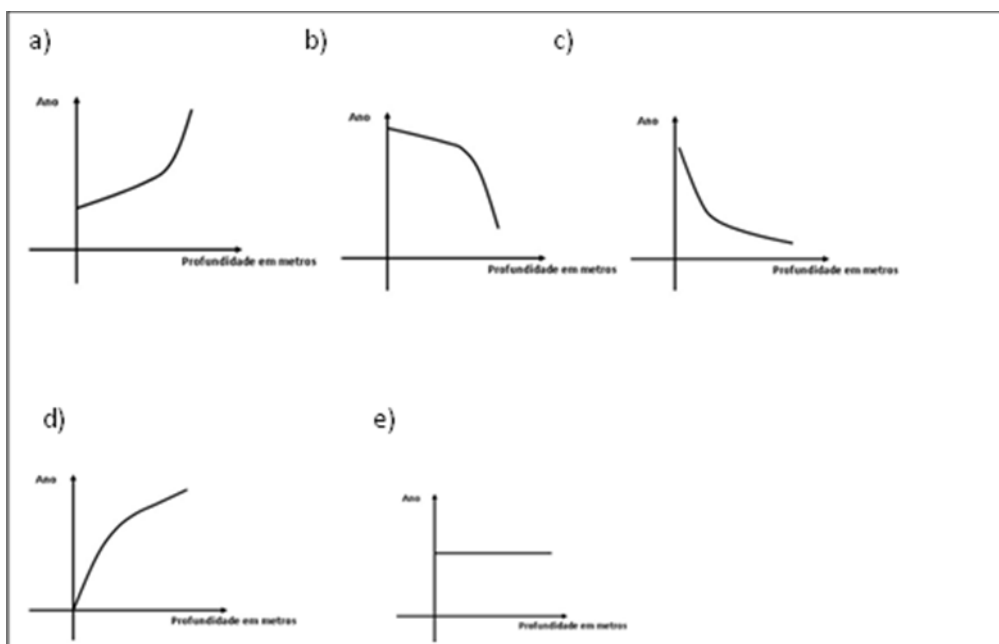 a)
b)
c)
Ano
Profundidade em metros
Ano
Profundidade em metros
Ano
Profundidade em metros
d)
e)
Ano
Profundidade em metros
Ano
Profundidade em metros